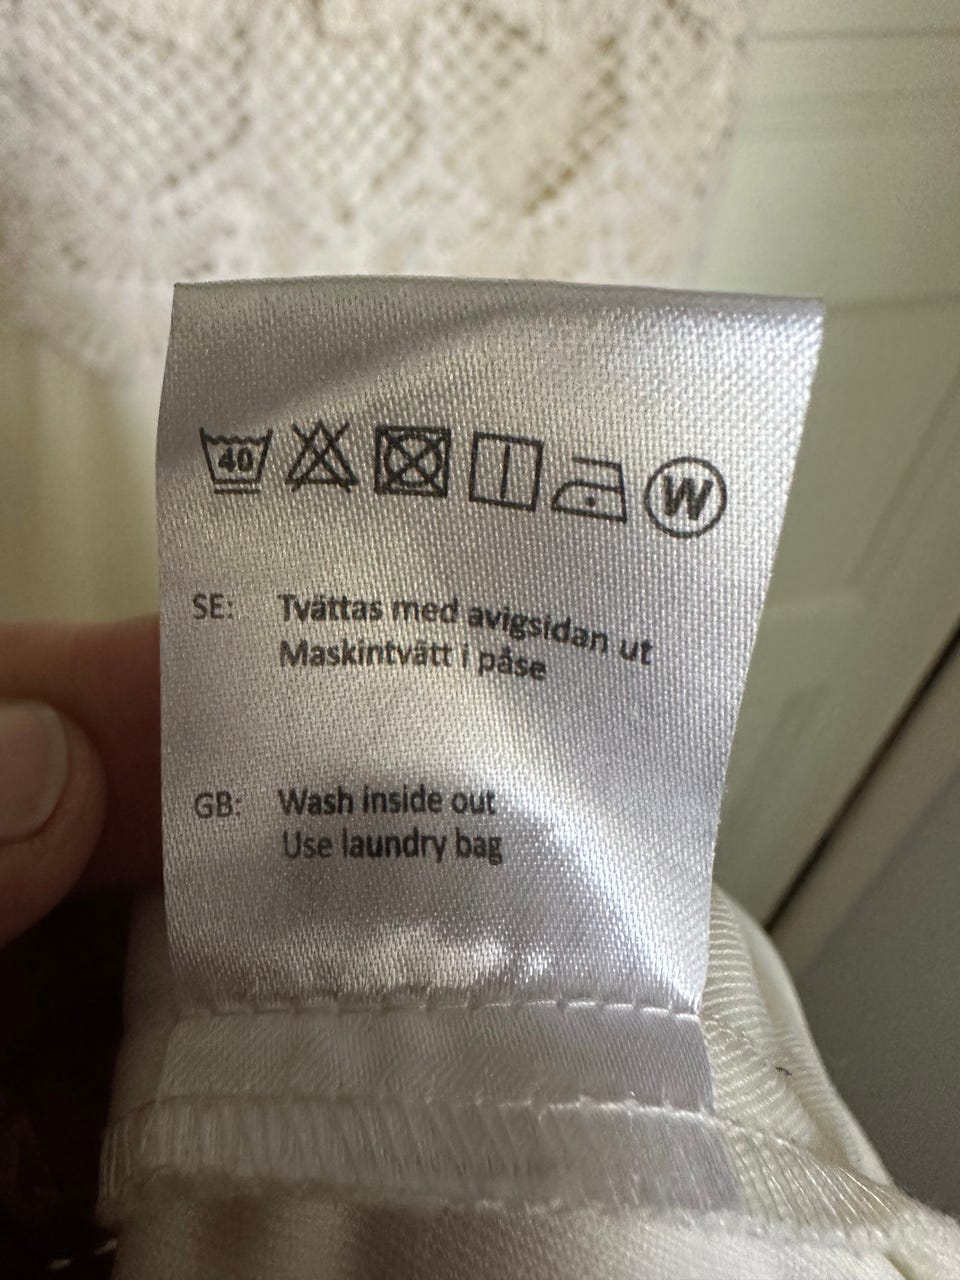 40
W
SE: Tvättas med avigsidan ut
Maskintvätt i påse
GB: Wash inside out
Use laundry bag